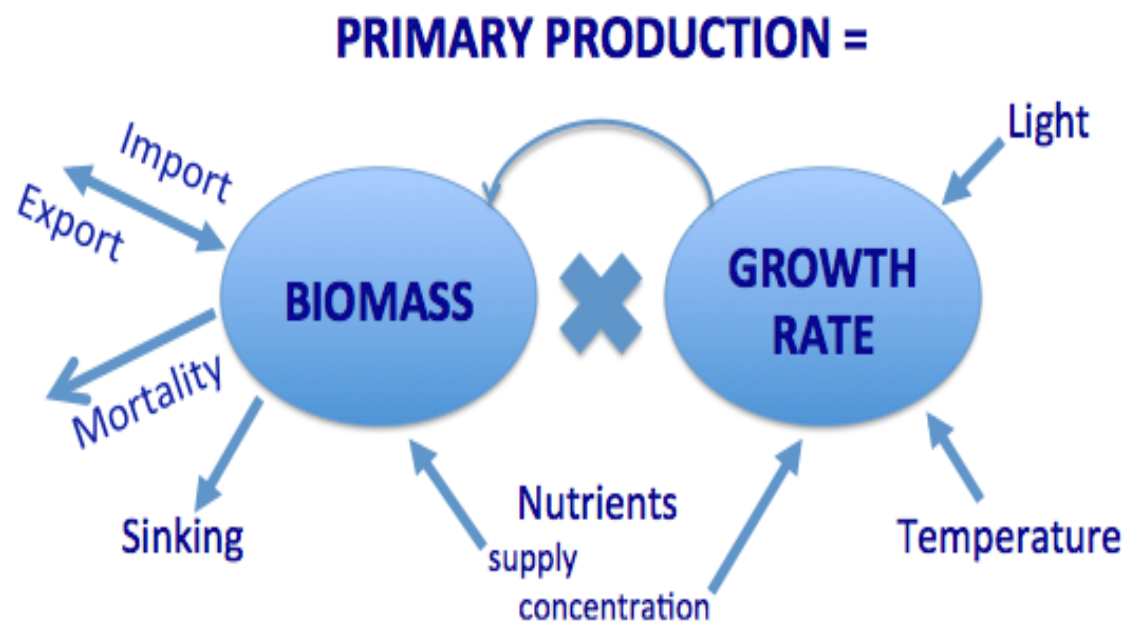 PRIMARY PRODUCTION =
Light
Import
Export
BIOMASS
GROWTH
RATE
Mortality
Sinking
Nutrients
supply
concentration
Temperature